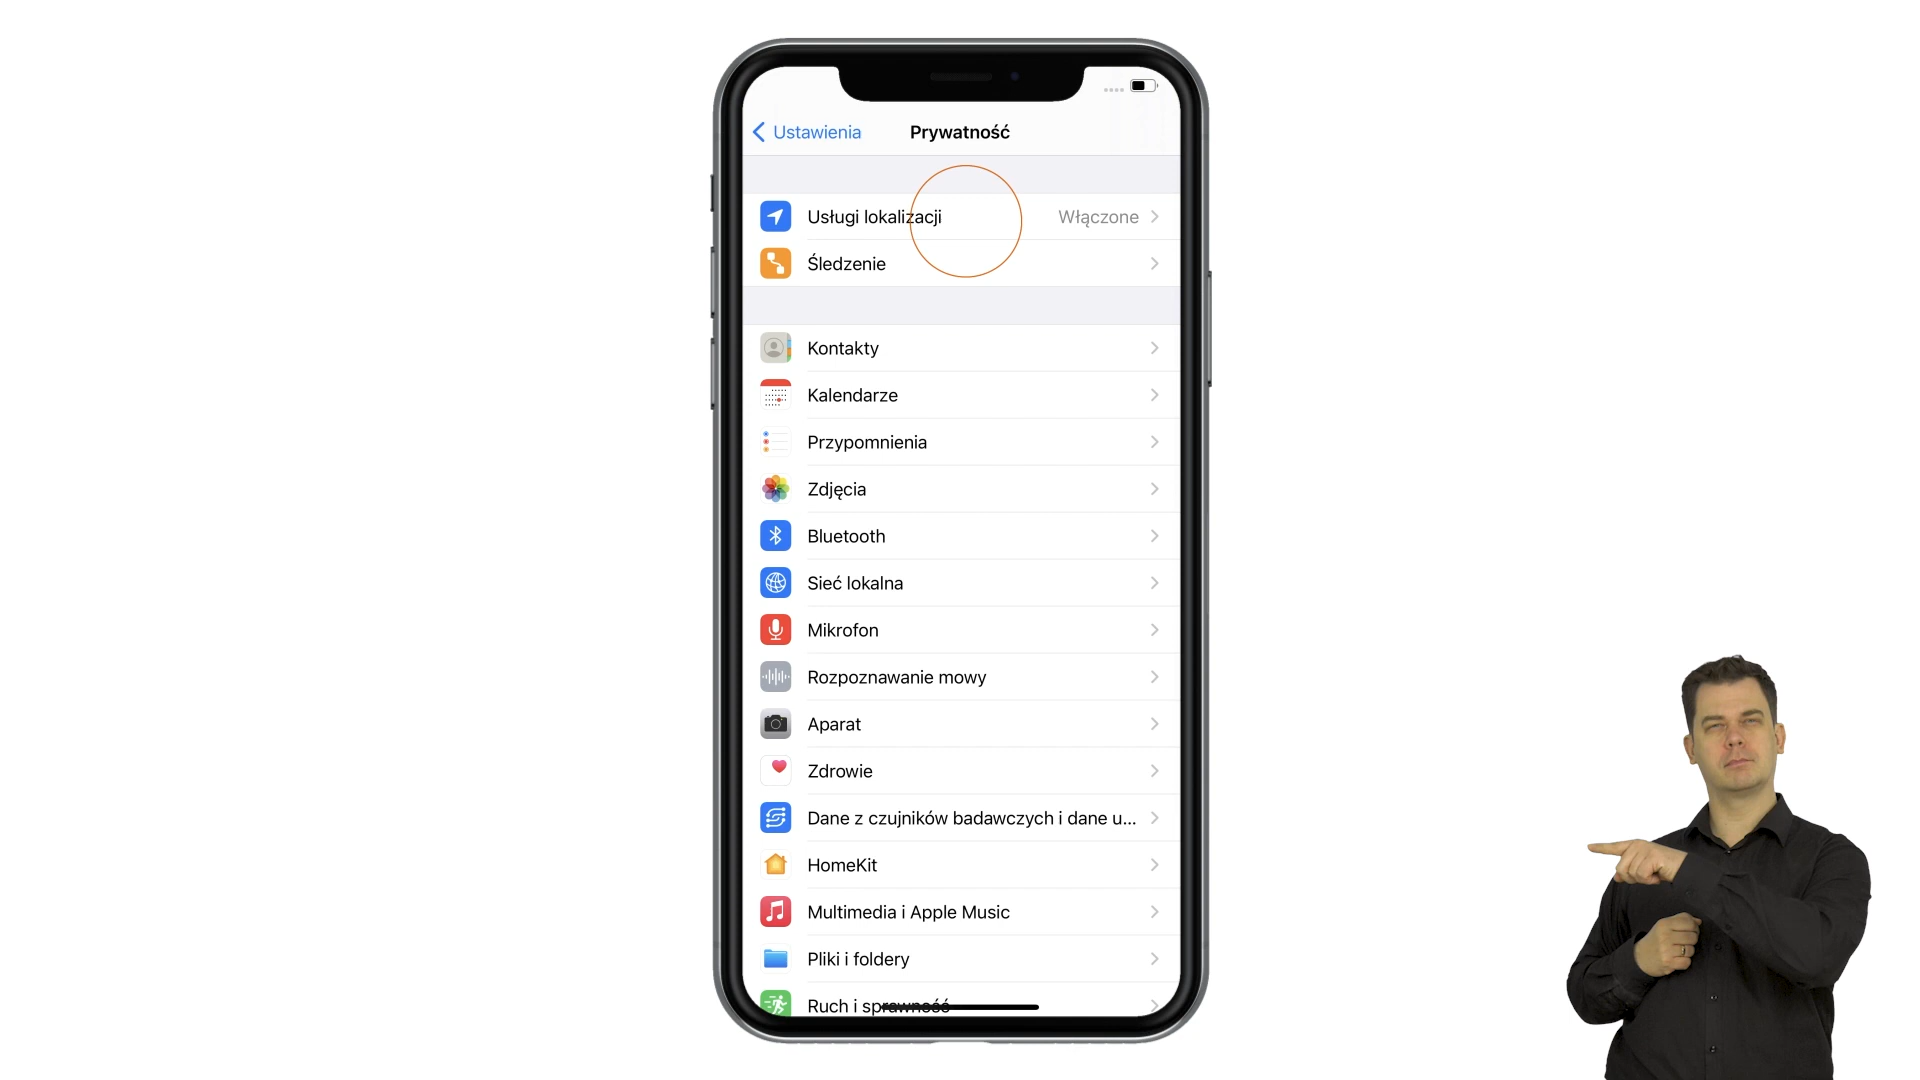 Ustawienia
Prywatność
Usługi lokalizacji Włączone
Śledzenie
Kontakty
Kalendarze
Przypomnienia
Zdjęcia
Bluetooth
Sieć lokalna
Mikrofon
Rozpoznawanie mowy
Aparat
Zdrowie
Dane z czujników badawczych i dane u...
HomeKit
Multimedia i Apple Music
Pliki i foldery
Ruch i sprawność